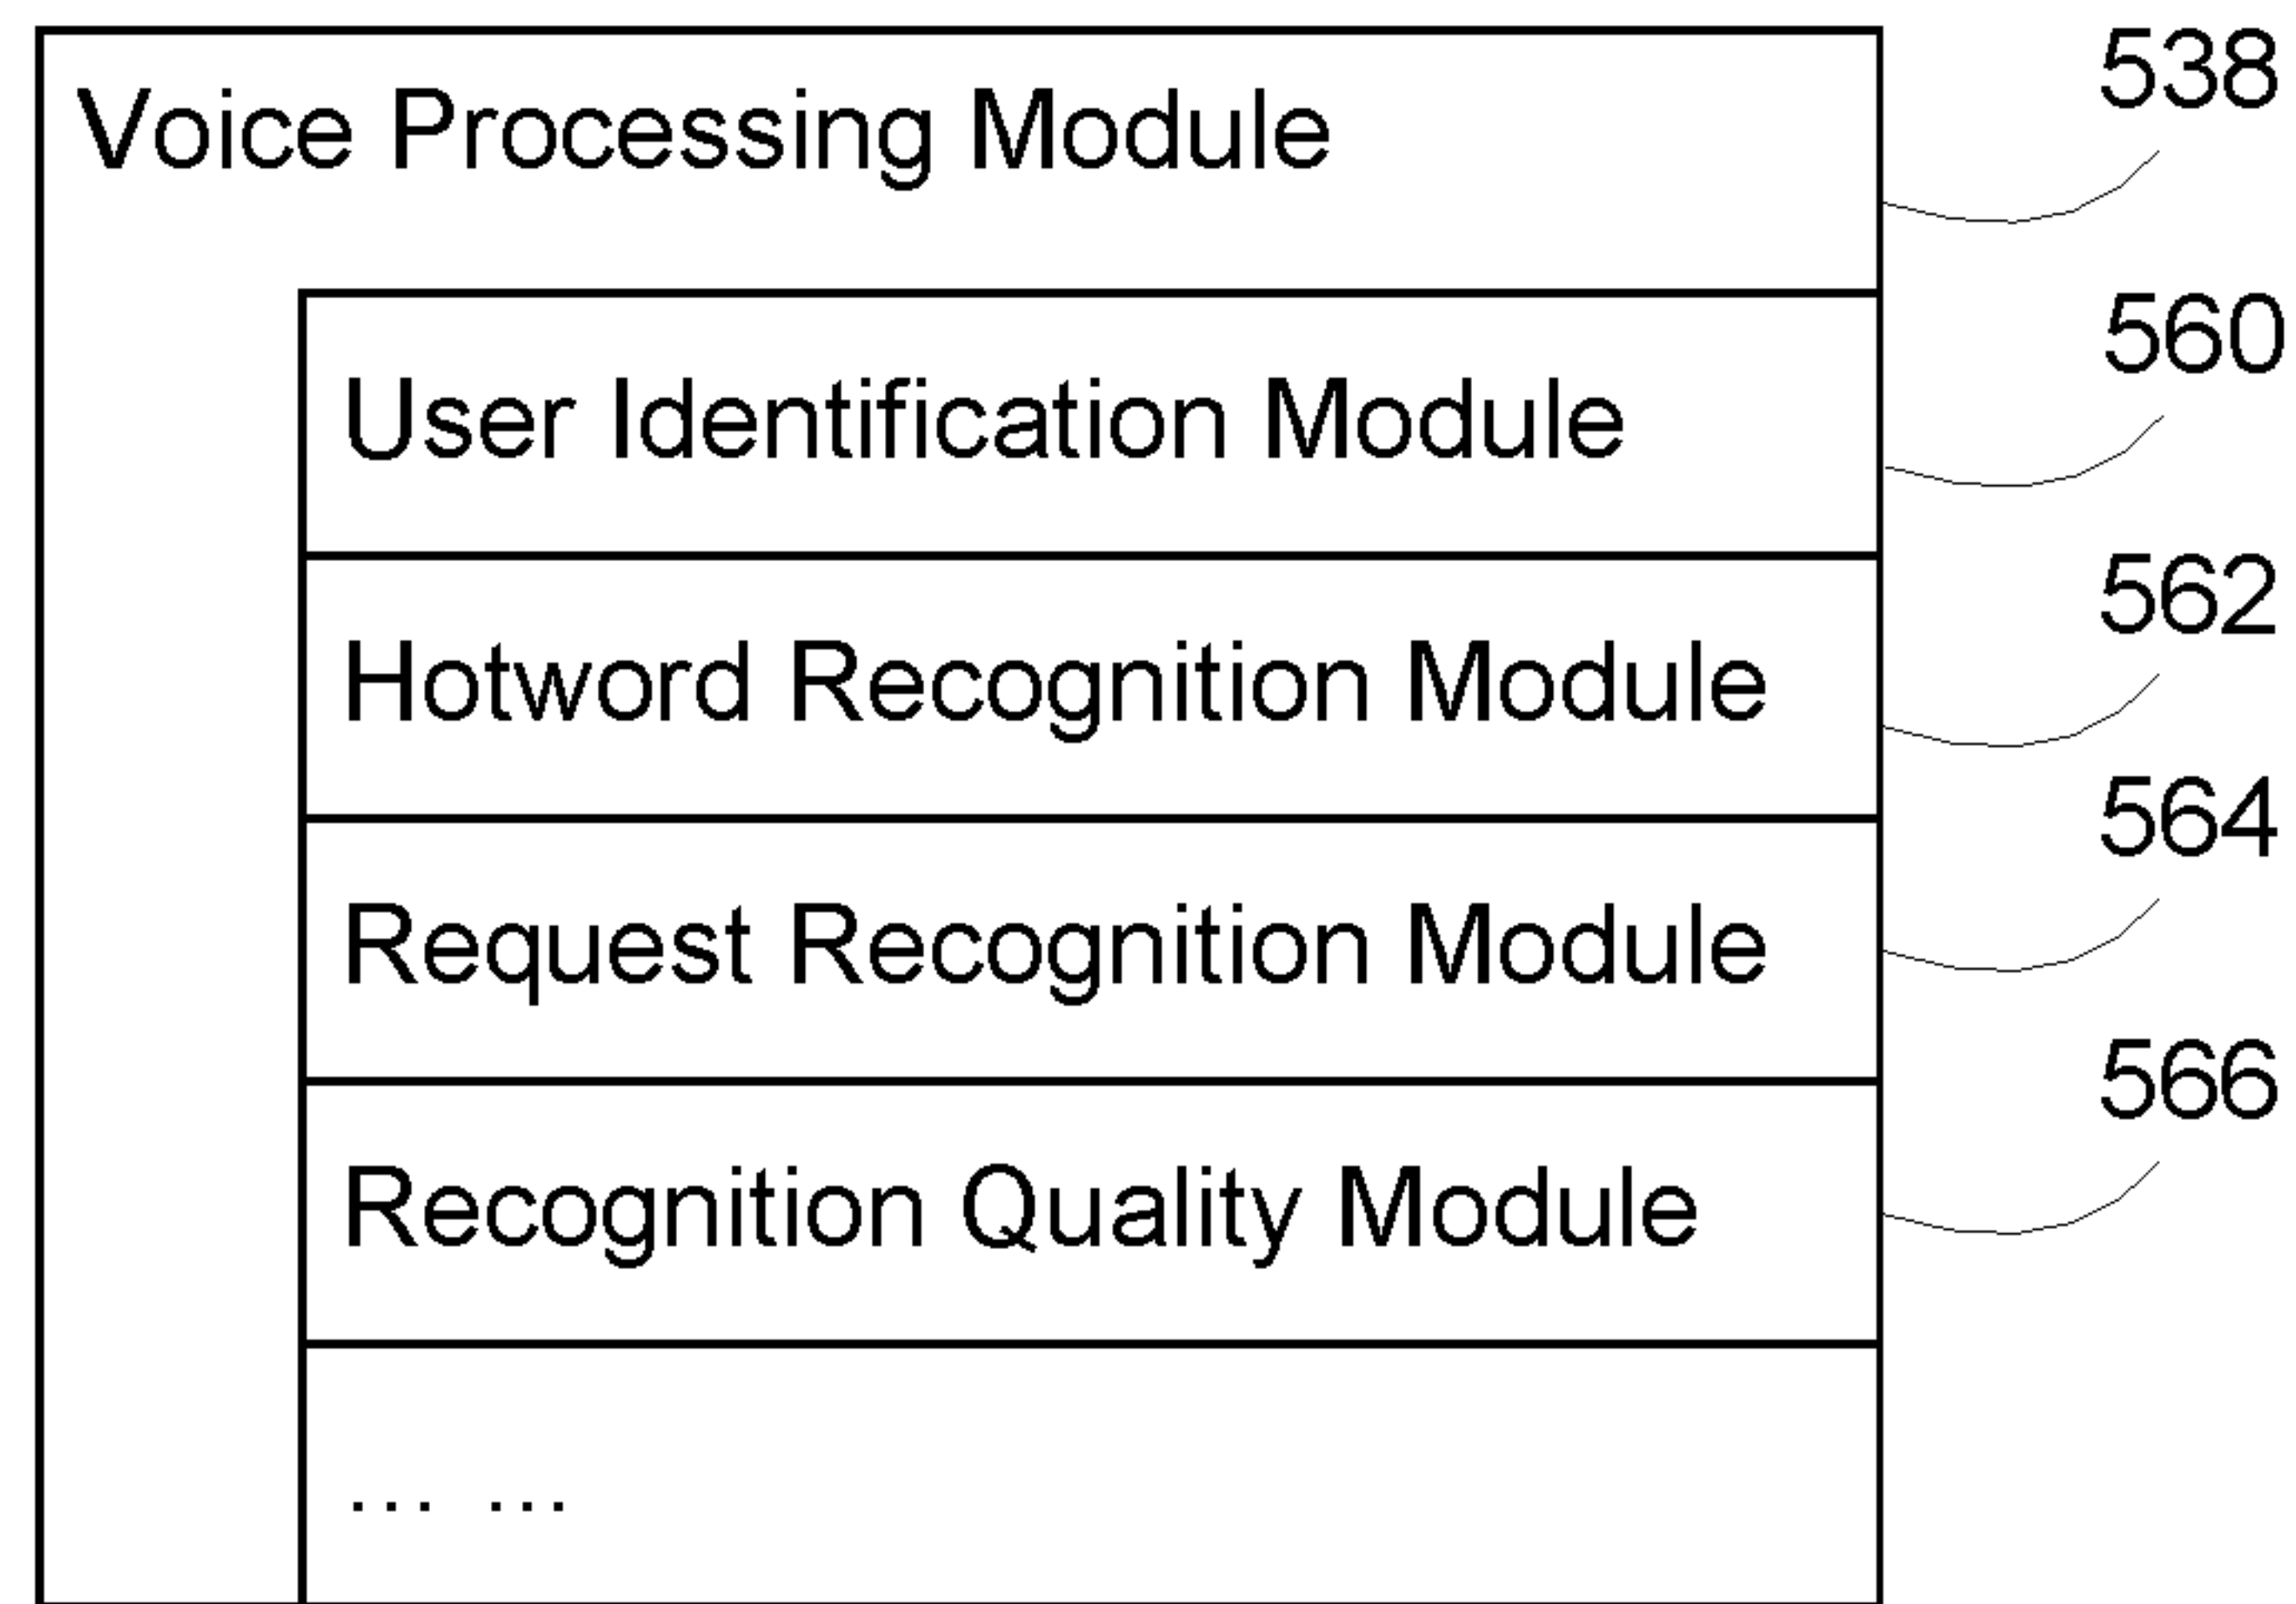 Voice Processing Module
538
User Identification Module
560
Hotword Recognition Module
562
Request Recognition Module
564
Recognition Quality Module
566
... ...